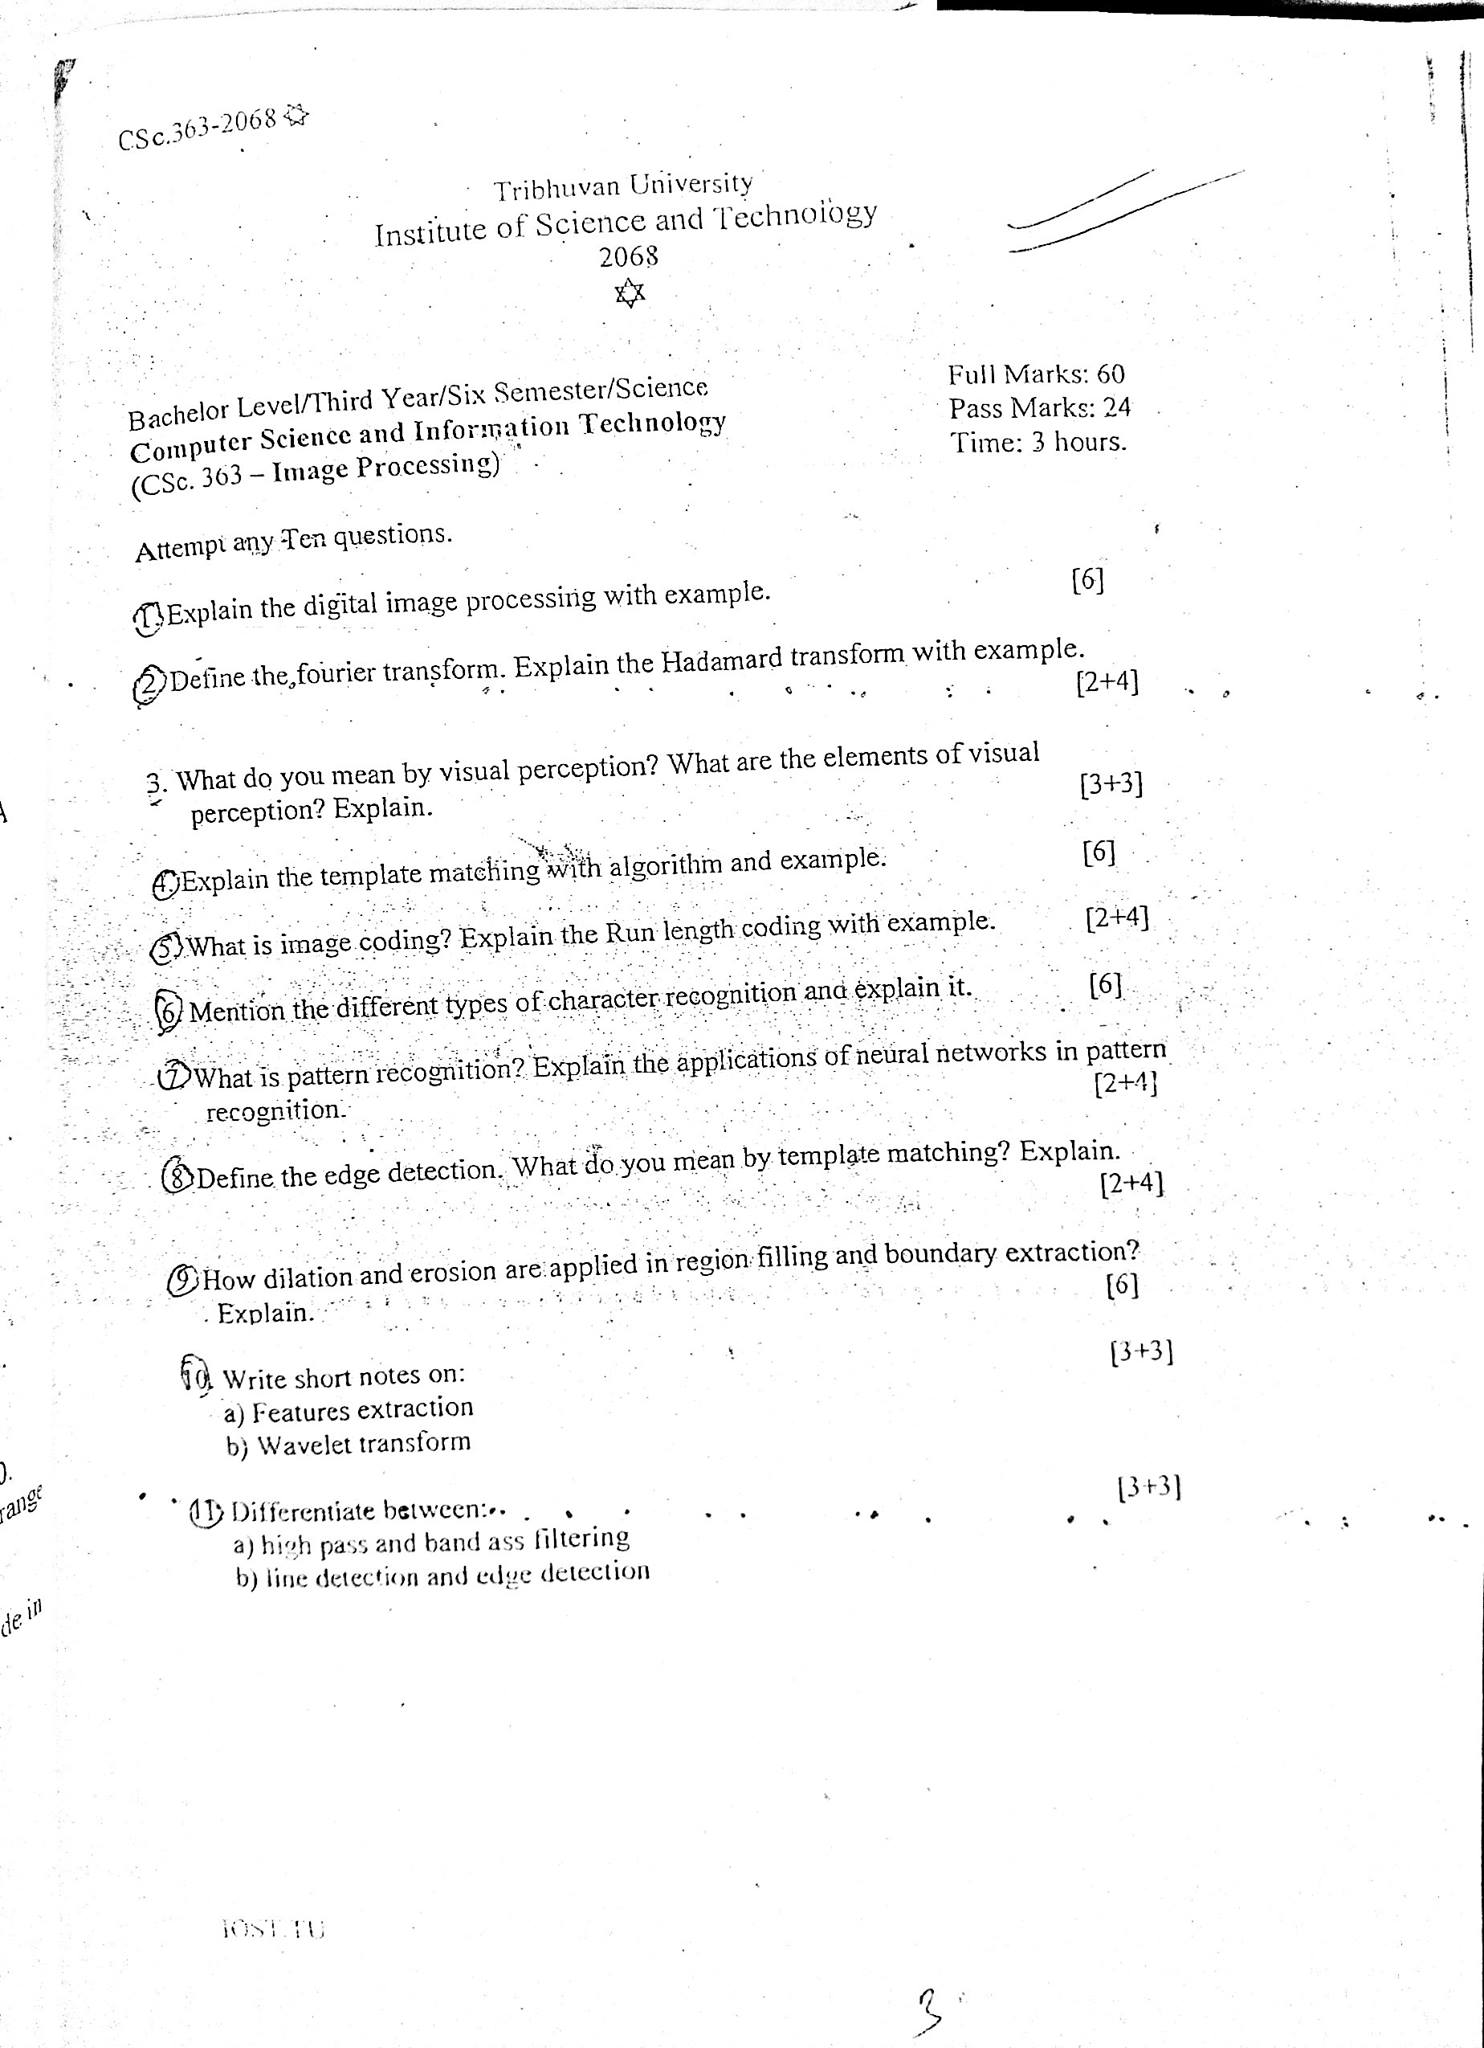 CSc.363-2068
Tribhuvan University
Institute of Science and Technology
2068
Bachelor Level/Third Year/Six Semester/Science
Computer Science and Information Technology
(CSc. 363 – Image Processing)
Full Marks: 60
Pass Marks: 24
Time: 3 hours.
Attempt any Ten questions.
1. Explain the digital image processing with example. [6]
2. Define the fourier transform. Explain the Hadamard transform with example.
[2+4]
3. What do you mean by visual perception? What are the elements of visual
perception? Explain. [3+3]
4. Explain the template matching with algorithm and example. [6]
5. What is image coding? Explain the Run length coding with example. [2+4]
6. Mention the different types of character recognition and explain it. [6]
7. What is pattern recognition? Explain the applications of neural networks in pattern
recognition. [2+4]
8. Define the edge detection. What do you mean by template matching? Explain.
[2+4]
9. How dilation and erosion are applied in region filling and boundary extraction?
Explain. [6]
10. Write short notes on: [3+3]
a) Features extraction
b) Wavelet transform
11. Differentiate between: [3+3]
a) high pass and band ass filtering
b) line detection and edge detection
range
de in
IOST.TU
3